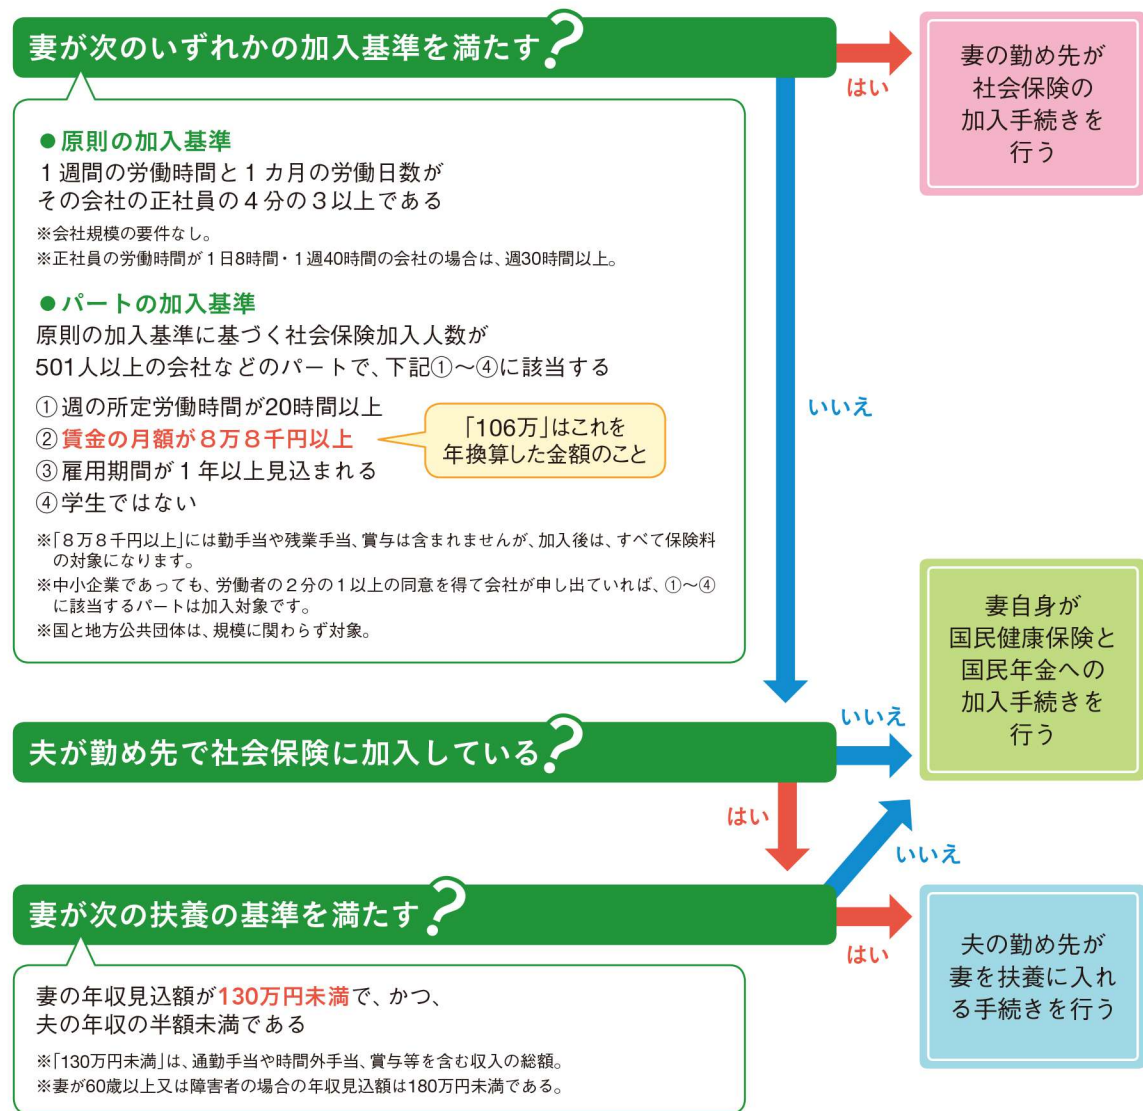 妻が次のいずれかの加入基準を満たす?
はい
妻の勤め先が
社会保険の
加入手続きを
行う
●原則の加入基準
1週間の労働時間と1カ月の労働日数が
その会社の正社員の4分の3以上である
※会社規模の要件なし。
※正社員の労働時間が1日8時間・1週40時間の会社の場合は、週30時間以上。
●パートの加入基準
原則の加入基準に基づく社会保険加入人数が
501人以上の会社などのパートで、下記①〜④に該当する
①週の所定労働時間が20時間以上
②賃金の月額が8万8千円以上
③雇用期間が1年以上見込まれる
④学生ではない
「106万」はこれを
年換算した金額のこと
※「8万8千円以上」には勤手当や残業手当、賞与は含まれませんが、加入後は、すべて保険料
の対象になります。
※中小企業であっても、労働者の2分の1以上の同意を得て会社が申し出ていれば、①〜④
に該当するパートは加入対象です。
※国と地方公共団体は、規模に関わらず対象。
いいえ
夫が勤め先で社会保険に加入している?
いいえ
妻自身が
国民健康保険と
国民年金への
加入手続きを
行う
はい
いいえ
妻が次の扶養の基準を満たす?
はい
夫の勤め先が
妻を扶養に入れ
る手続きを行う
妻の年収見込額が130万円未満で、かつ、
夫の年収の半額未満である
※「130万円未満」は、通勤手当や時間外手当、賞与等を含む収入の総額。
※妻が60歳以上又は障害者の場合の年収見込額は180万円未満である。